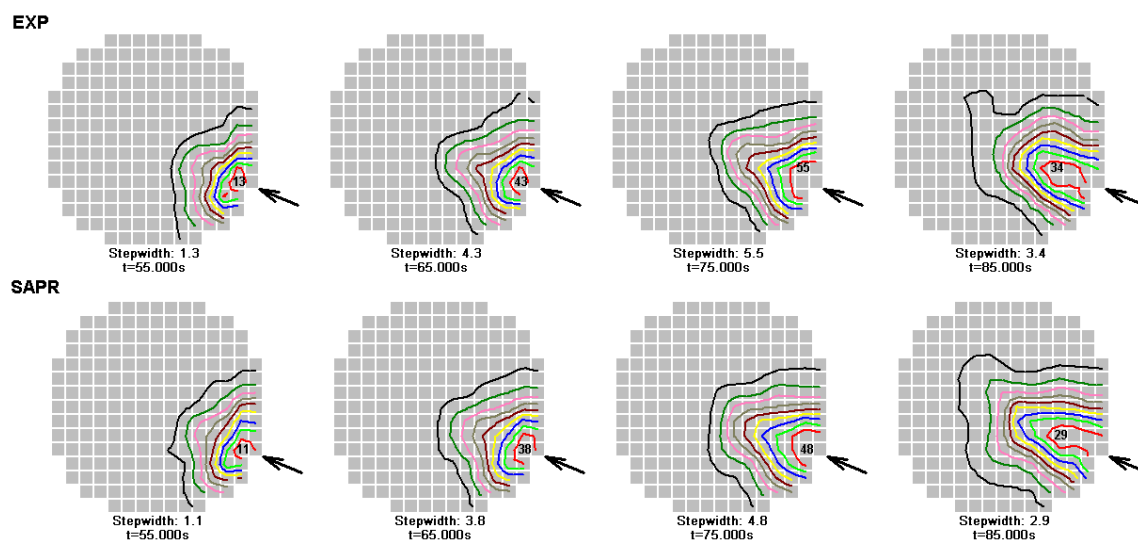 EXP
13
43
55
34
Stepwidth: 1.3
t=55.000s
Stepwidth: 4.3
t=65.000s
Stepwidth: 5.5
t=75.000s
Stepwidth: 3.4
t=85.000s
SAPR
11
38
48
29
Stepwidth: 1.1
t=55.000s
Stepwidth: 3.8
t=65.000s
Stepwidth: 4.8
t=75.000s
Stepwidth: 2.9
t=85.000s